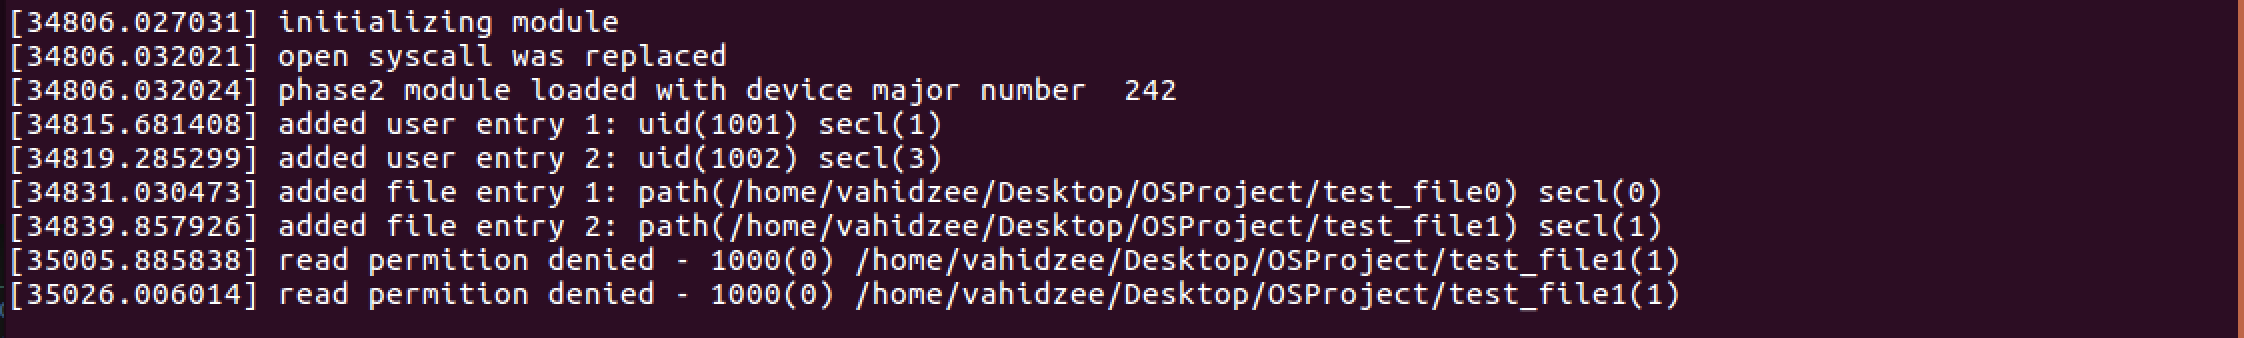 [34806.027031] initializing module
[34806.032021] open syscall was replaced
[34806.032024] phase2 module loaded with device major number  242
[34815.681408] added user entry 1: uid(1001) secl(1)
[34819.285299] added user entry 2: uid(1002) secl(3)
[34831.030473] added file entry 1: path(/home/vahidzee/Desktop/OSProject/test_file0) secl(0)
[34839.857926] added file entry 2: path(/home/vahidzee/Desktop/OSProject/test_file1) secl(1)
[35005.885838] read permition denied - 1000(0) /home/vahidzee/Desktop/OSProject/test_file1(1)
[35026.006014] read permition denied - 1000(0) /home/vahidzee/Desktop/OSProject/test_file1(1)